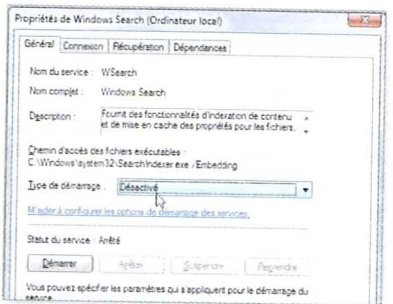 Propriétés de Windows Search (Ordinateur local)
Général Connexion Récupération Dépendances
Nom du service : WSearch
Nom complet : Windows Search
Description : Fournit des fonctionnalités d'indexation de contenu
et de mise en cache des propriétés pour les fichiers,
Chemin d'accès des fichiers exécutables :
C:\Windows\system32\SearchIndexer.exe /Embedding
Type de démarrage : Désactivé
M'aider à configurer les options de démarrage des services.
Statut du service : Arrêté
Démarrer Arrêter Suspendre Reprendre
Vous pouvez spécifier les paramètres qui s'appliquent pour le démarrage du
service.